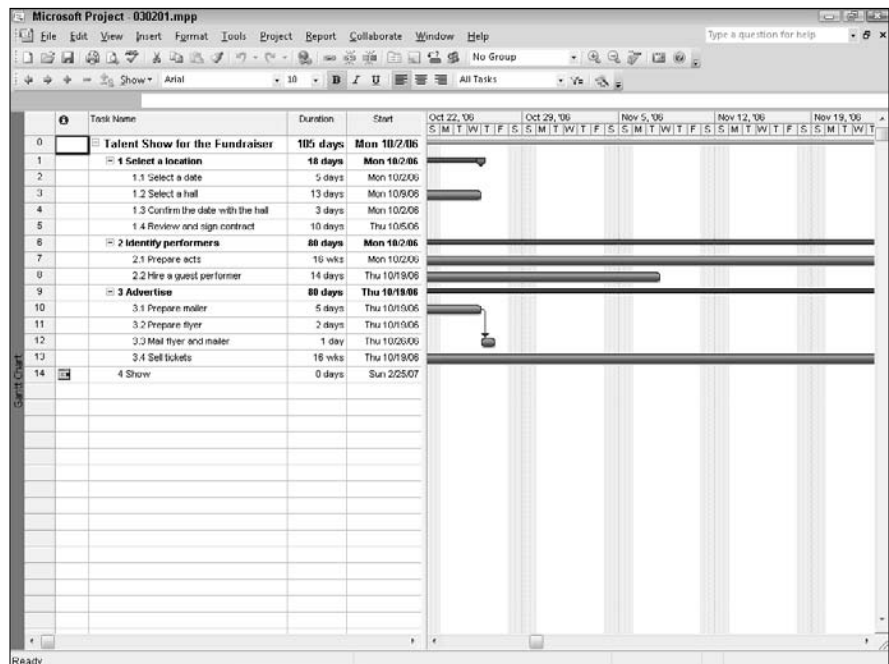 Microsoft Project - 030201.mpp
File Edit View Insert Format Tools Project Report Collaborate Window Help
Type a question for help
No Group
Show Arial 10 B I U All Tasks
Task Name Duration Start Oct 22, '06 Oct 29, '06 Nov 5, '06 Nov 12, '06 Nov 19, '06
S M T W T F S S M T W T F S S M T W T F S S M T W T F S S M T W T
0 Talent Show for the Fundraiser 105 days Mon 10/2/06
1 1 Select a location 18 days Mon 10/2/06
2 1.1 Select a date 5 days Mon 10/2/06
3 1.2 Select a hall 13 days Mon 10/9/06
4 1.3 Confirm the date with the hall 3 days Mon 10/2/06
5 1.4 Review and sign contract 10 days Thu 10/5/06
6 2 Identify performers 80 days Mon 10/2/06
7 2.1 Prepare acts 16 wks Mon 10/2/06
8 2.2 Hire a guest performer 14 days Thu 10/19/06
9 3 Advertise 80 days Thu 10/19/06
10 3.1 Prepare mailer 5 days Thu 10/19/06
11 3.2 Prepare flyer 2 days Thu 10/19/06
12 3.3 Mail flyer and mailer 1 day Thu 10/26/06
13 3.4 Sell tickets 16 wks Thu 10/19/06
14 4 Show 0 days Sun 2/25/07
Gantt Chart
Ready